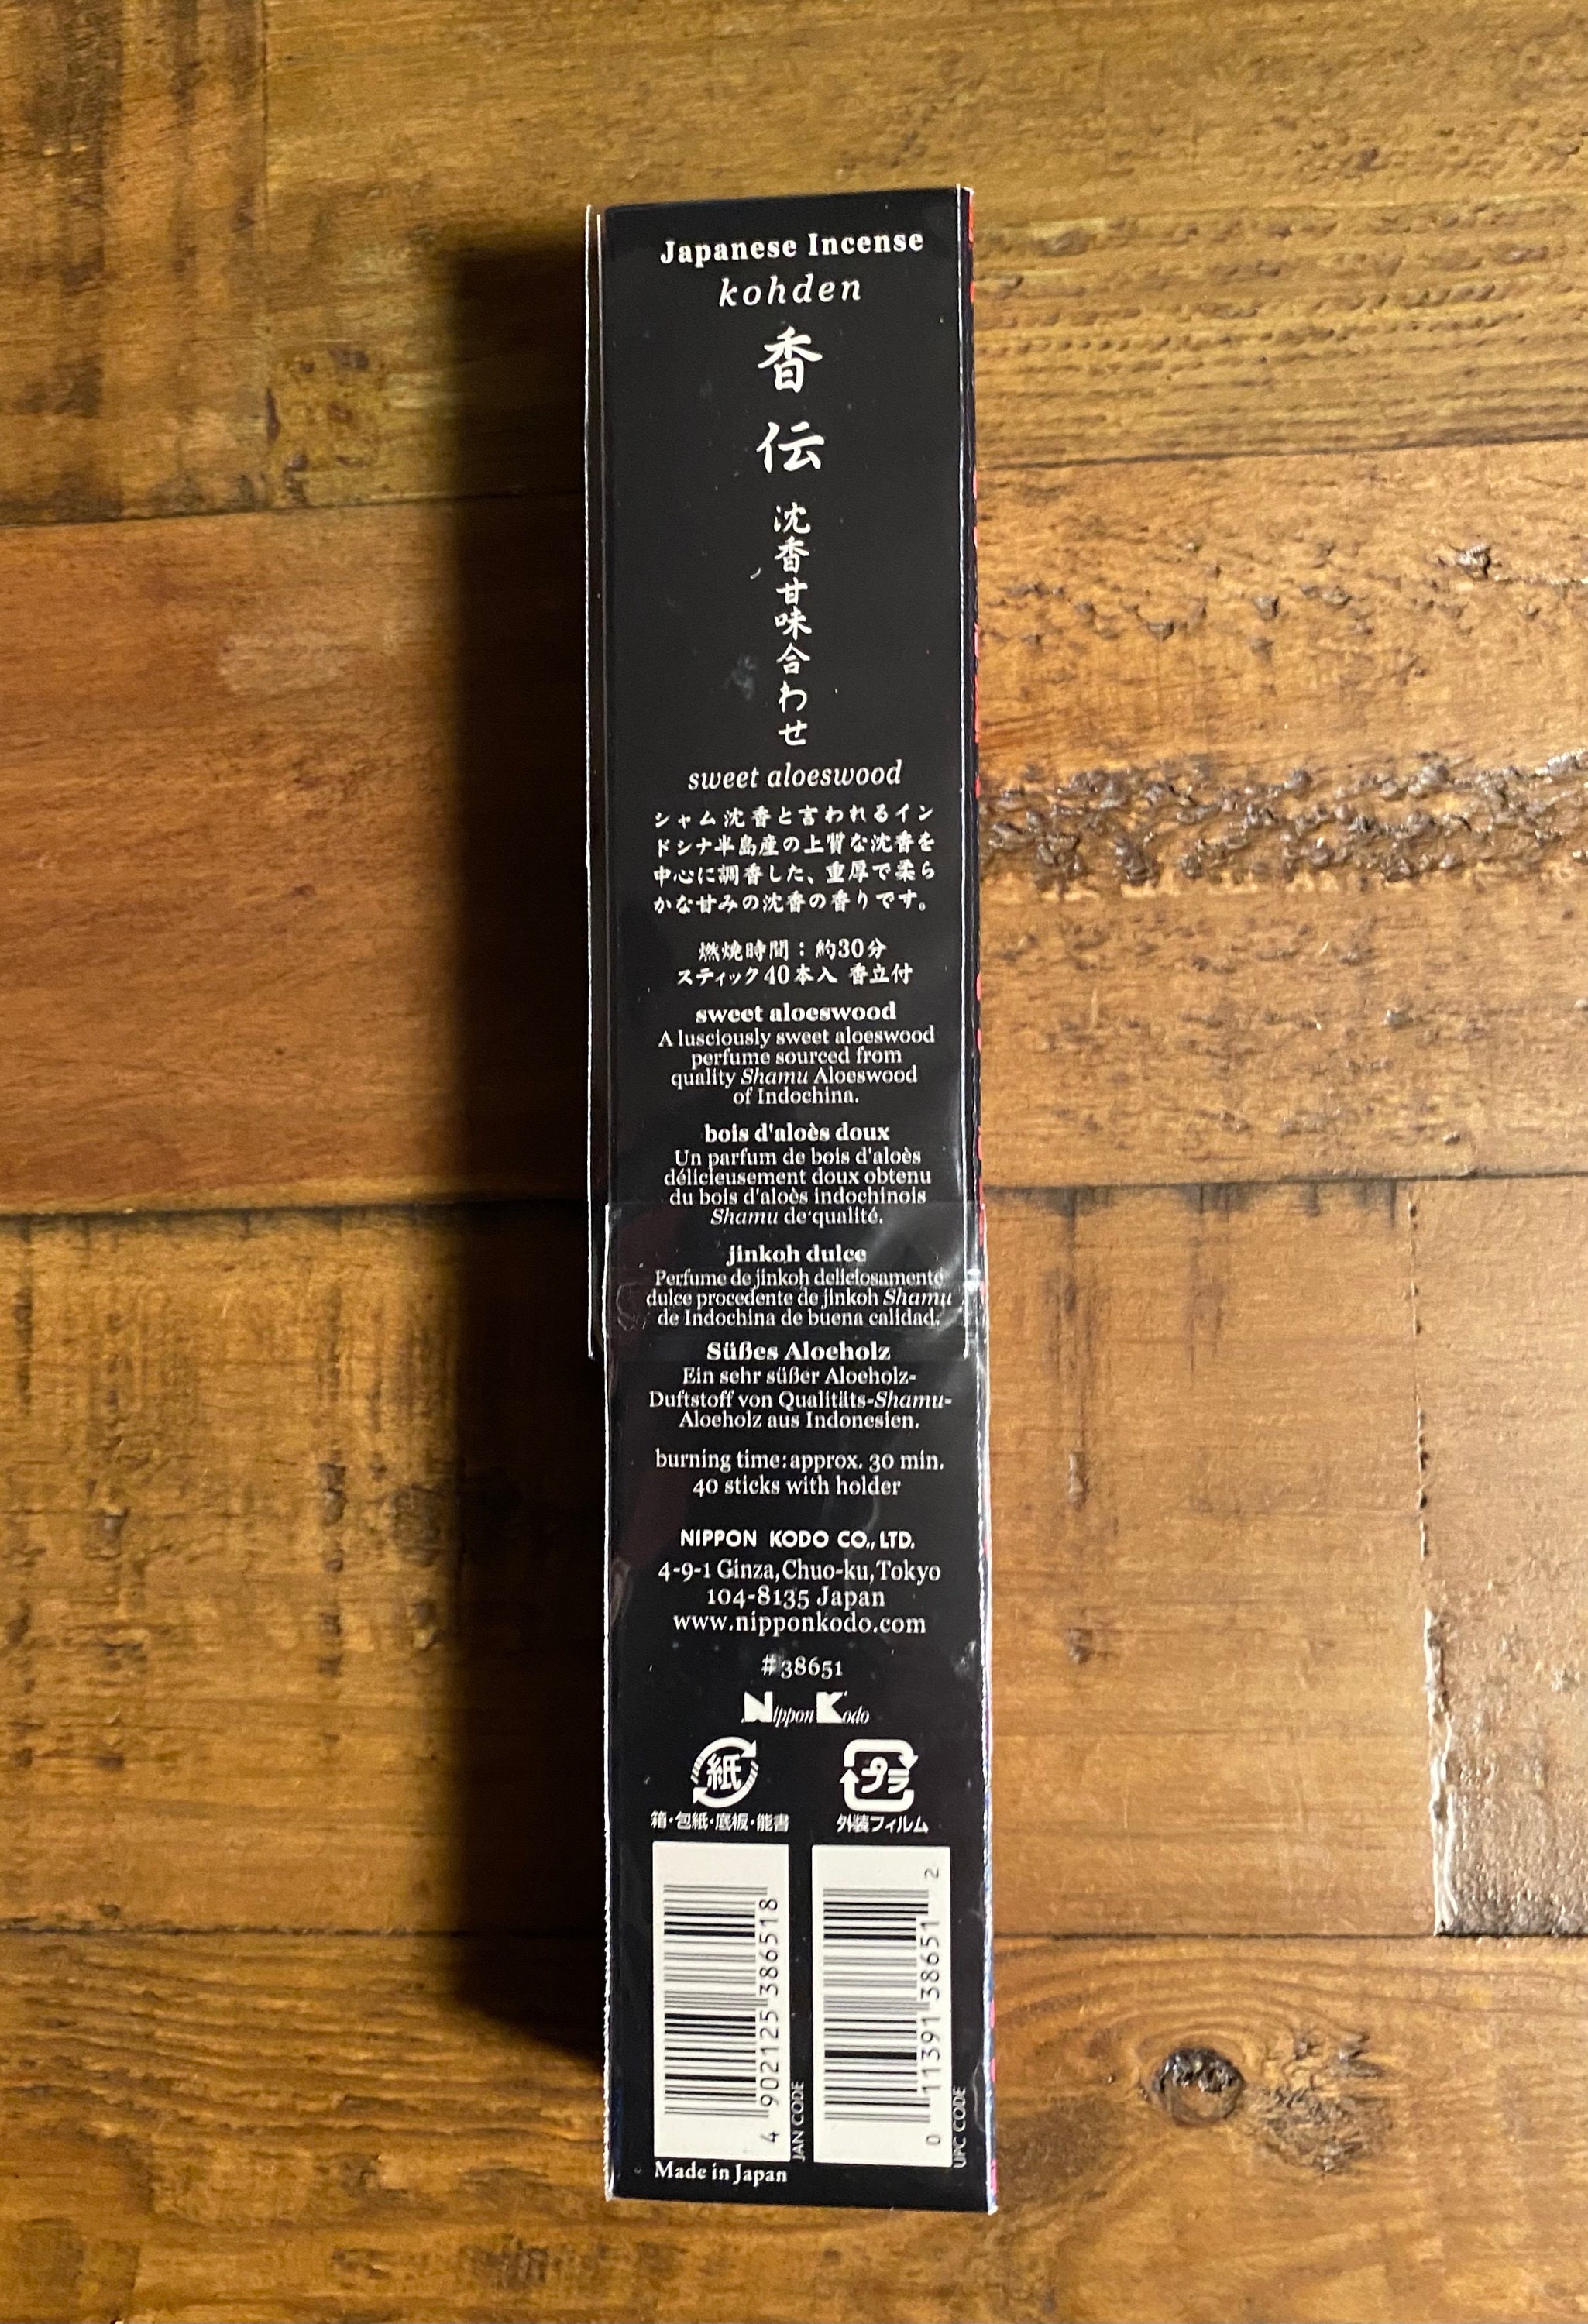 Japanese Incense
kohden
香伝
沈香甘味合わせ
sweet aloeswood
シャム沈香と言われるイン
ドシナ半島産の上質な沈香を
中心に調香した、重厚で柔ら
かな甘みの沈香の香りです。
燃焼時間：約30分
スティック40本入 香立付
sweet aloeswood
A lusciously sweet aloeswood
perfume sourced from
quality Shamu Aloeswood
of Indochina.
bois d'aloès doux
Un parfum de bois d'aloès
délicieusement doux obtenu
du bois d'aloès indochinois
Shamu de qualité.
jinkoh dulce
Perfume de jinkoh deliciosamente
dulce procedente de jinkoh Shamu
de Indochina de buena calidad.
Süßes Aloeholz
Ein sehr süßer Aloeholz-
Duftstoff von Qualitäts-Shamu-
Aloeholz aus Indonesien.
burning time:approx. 30 min.
40 sticks with holder
NIPPON KODO CO., LTD.
4-9-1 Ginza, Chuo-ku, Tokyo
104-8135 Japan
www.nipponkodo.com
#38651
Nippon Kodo
紙 プラ
箱・包紙・底板・能書 外装フィルム
4 902125 386518
JAN CODE
0 11391 38651 2
UPC CODE
Made in Japan